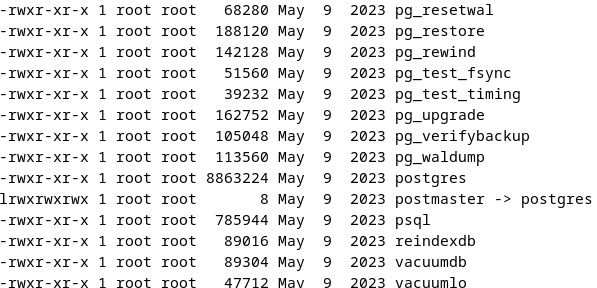 -rwxr-xr-x 1 root root   68280 May  9  2023 pg_resetwal
-rwxr-xr-x 1 root root  188120 May  9  2023 pg_restore
-rwxr-xr-x 1 root root  142128 May  9  2023 pg_rewind
-rwxr-xr-x 1 root root   51560 May  9  2023 pg_test_fsync
-rwxr-xr-x 1 root root   39232 May  9  2023 pg_test_timing
-rwxr-xr-x 1 root root  162752 May  9  2023 pg_upgrade
-rwxr-xr-x 1 root root  105048 May  9  2023 pg_verifybackup
-rwxr-xr-x 1 root root  113560 May  9  2023 pg_waldump
-rwxr-xr-x 1 root root 8863224 May  9  2023 postgres
lrwxrwxrwx 1 root root       8 May  9  2023 postmaster -> postgres
-rwxr-xr-x 1 root root  785944 May  9  2023 psql
-rwxr-xr-x 1 root root   89016 May  9  2023 reindexdb
-rwxr-xr-x 1 root root   89304 May  9  2023 vacuumdb
-rwxr-xr-x 1 root root   47712 May  9  2023 vacuumlo